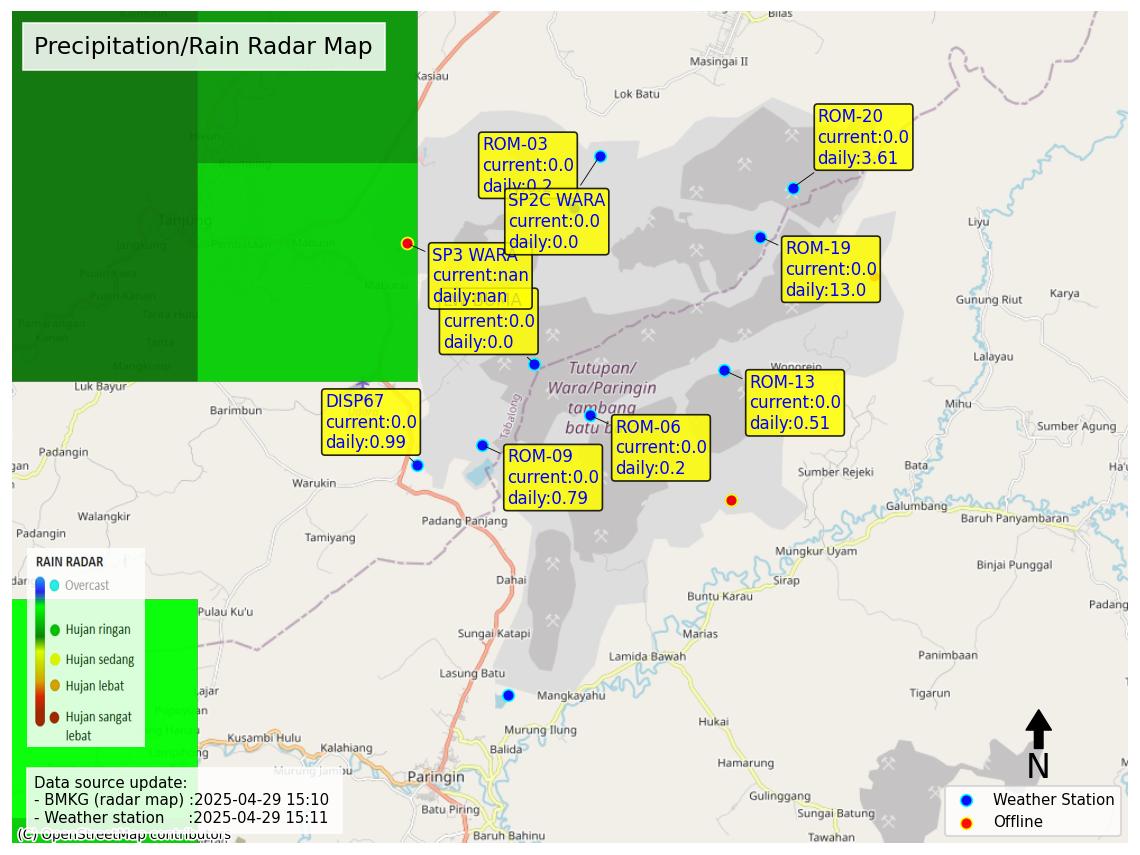 Precipitation/Rain Radar Map
Bilas
Masingai II
Kasiau
Lok Batu
ROM-20
current:0.0
daily:3.61
ROM-03
current:0.0
daily:0.2
SP2C WARA
current:0.0
daily:0.0
Tanjung
Jangkung
Mabuun
Liyu
ROM-19
current:0.0
daily:13.0
SP3 WARA
current:nan
daily:nan
current:0.0
daily:0.0
Gunung Riut
Karya
Pamarangan
Kanan
Tanta
Lalayau
Tutupan/
Wara/Paringin
tambang
batu b
Wonorejo
ROM-13
current:0.0
daily:0.51
Luk Bayur
Barimbun
DISP67
current:0.0
daily:0.99
Tabalong
ROM-06
current:0.0
daily:0.2
Mihu
Sumber Agung
Padangin
gan
ROM-09
current:0.0
daily:0.79
Bata
Sumber Rejeki
Warukin
Galumbang
Walangkir
Padang Panjang
Baruh Panyambaran
Padangin
Tamiyang
Mungkur Uyam
Binjai Punggal
RAIN RADAR
Overcast
Hujan ringan
Hujan sedang
Hujan lebat
Hujan sangat
lebat
Dahai
Sirap
Buntu Karau
Padang
Pulau Ku'u
Sungai Katapi
Marias
Lamida Bawah
Panimbaan
Lasung Batu
Mangkayahu
Tigarun
Hukai
Murung Ilung
Kusambi Hulu
Kalahiang
Balida
Hamarung
N
Murung Jambu
Paringin
Data source update:
- BMKG (radar map) :2025-04-29 15:10
- Weather station :2025-04-29 15:11
Gulinggang
Batu Piring
Sungai Batung
Weather Station
Offline
(C) OpenStreetMap contributors
Baruh Bahinu
Tawahan